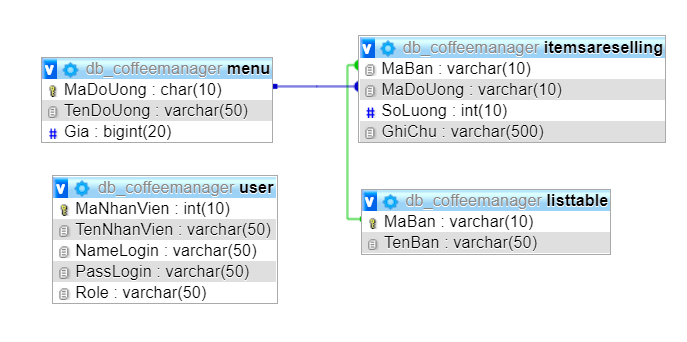 db_coffeemanager menu
MaDoUong : char(10)
TenDoUong : varchar(50)
Gia : bigint(20)
db_coffeemanager itemsareselling
MaBan : varchar(10)
MaDoUong : varchar(10)
SoLuong : int(10)
GhiChu : varchar(500)
db_coffeemanager user
MaNhanVien : int(10)
TenNhanVien : varchar(50)
NameLogin : varchar(50)
PassLogin : varchar(50)
Role : varchar(50)
db_coffeemanager listtable
MaBan : varchar(10)
TenBan : varchar(50)